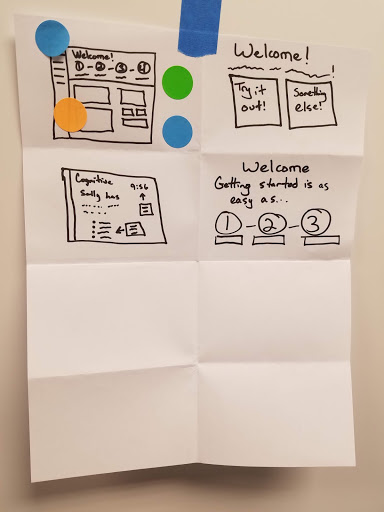 Welcome!
1 - 2 - 3 - 4
Welcome!
Try it
out!
Something
else!
Cognitive
9:56
Sally has
Welcome
Getting started is as
easy as...
1 - 2 - 3